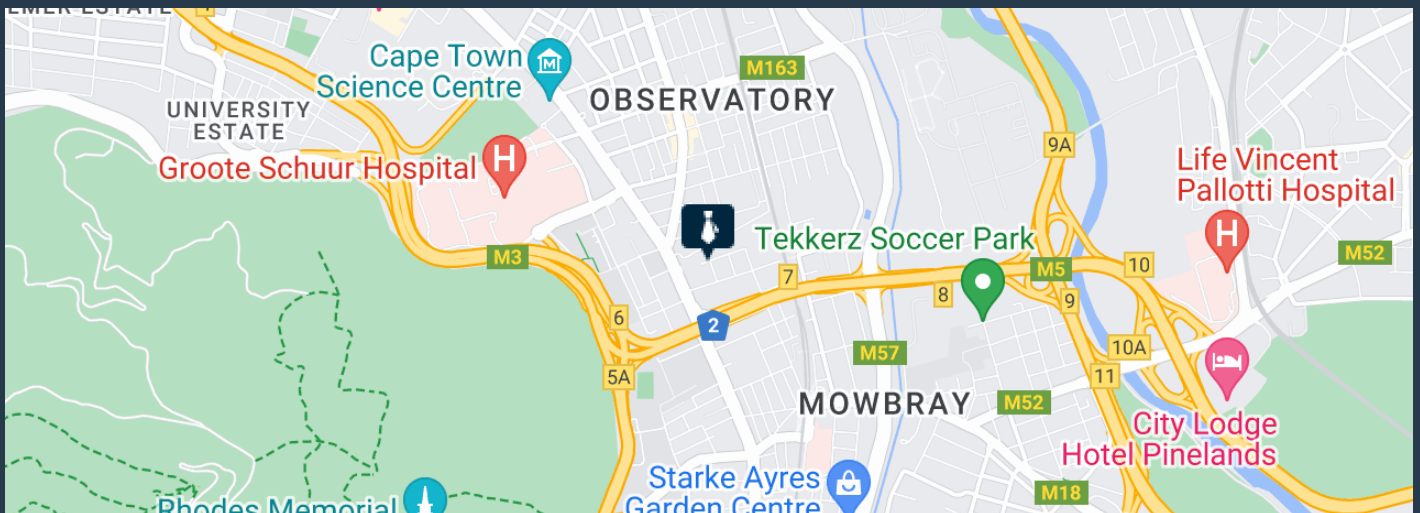 ELMER ESTATE
Cape Town
Science Centre
M163
OBSERVATORY
UNIVERSITY
ESTATE
9A
Groote Schuur Hospital
H
Life Vincent
Pallotti Hospital
H
Tekkerz Soccer Park
M3
M52
7
M5
10
8
9
6
2
10A
M57
5A
11
MOWBRAY
M52
City Lodge
Hotel Pinelands
Starke Ayres
Garden Centre
M18
Rhodes Memorial